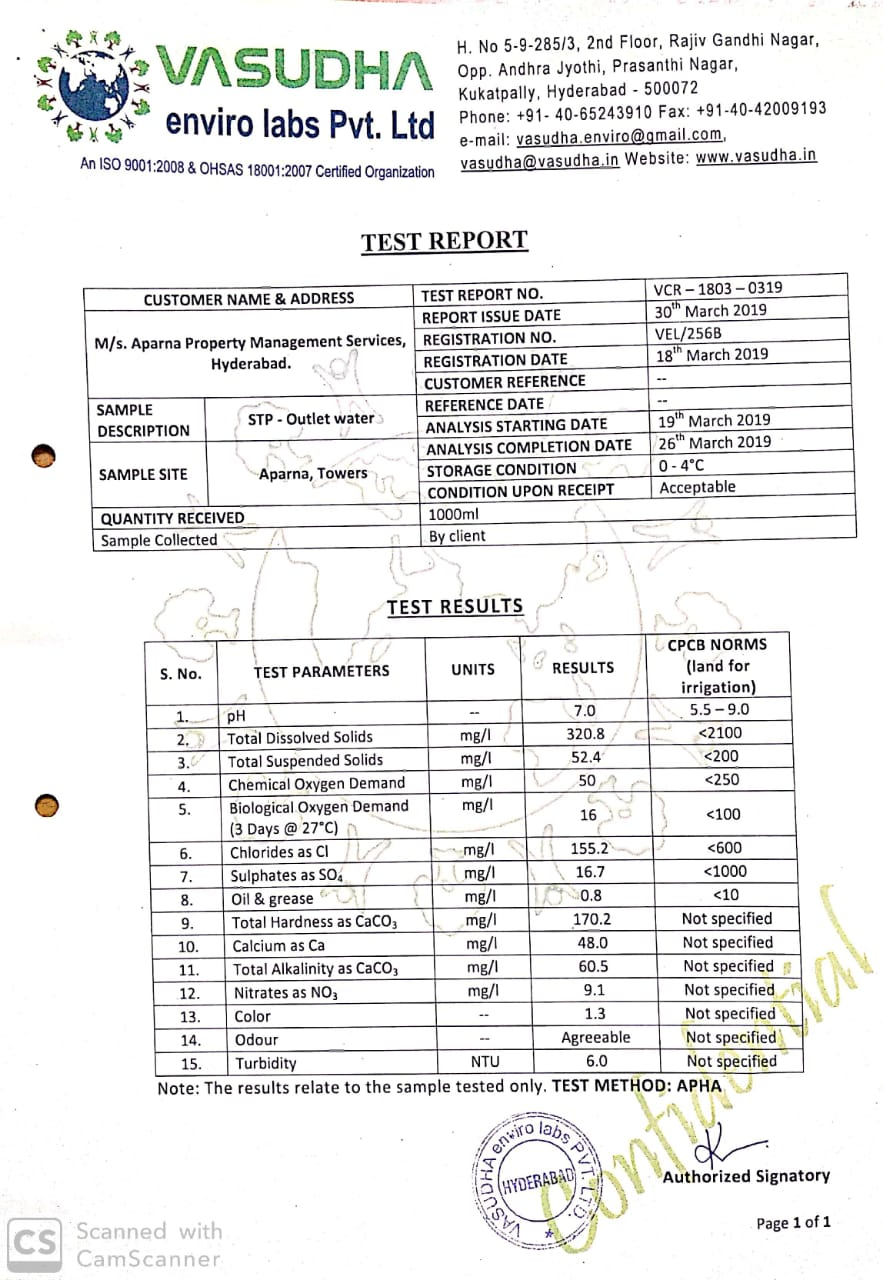 VASUDHA
enviro labs Pvt. Ltd
An ISO 9001:2008 & OHSAS 18001:2007 Certified Organization
H. No 5-9-285/3, 2nd Floor, Rajiv Gandhi Nagar,
Opp. Andhra Jyothi, Prasanthi Nagar,
Kukatpally, Hyderabad - 500072
Phone: +91- 40-65243910 Fax: +91-40-42009193
e-mail: vasudha.enviro@gmail.com,
vasudha@vasudha.in Website: www.vasudha.in
TEST REPORT
CUSTOMER NAME & ADDRESS
M/s. Aparna Property Management Services,
Hyderabad.
TEST REPORT NO. VCR – 1803 – 0319
REPORT ISSUE DATE 30th March 2019
REGISTRATION NO. VEL/256B
REGISTRATION DATE 18th March 2019
CUSTOMER REFERENCE --
SAMPLE
DESCRIPTION
STP - Outlet water
REFERENCE DATE --
ANALYSIS STARTING DATE 19th March 2019
SAMPLE SITE Aparna, Towers
ANALYSIS COMPLETION DATE 26th March 2019
STORAGE CONDITION 0 - 4°C
CONDITION UPON RECEIPT Acceptable
QUANTITY RECEIVED 1000ml
Sample Collected By client
TEST RESULTS
S. No. TEST PARAMETERS UNITS RESULTS CPCB NORMS
(land for
irrigation)
1. pH -- 7.0 5.5 – 9.0
2. Total Dissolved Solids mg/l 320.8 <2100
3. Total Suspended Solids mg/l 52.4 <200
4. Chemical Oxygen Demand mg/l 50 <250
5. Biological Oxygen Demand mg/l 16 <100
(3 Days @ 27°C)
6. Chlorides as Cl mg/l 155.2 <600
7. Sulphates as SO4 mg/l 16.7 <1000
8. Oil & grease mg/l 0.8 <10
9. Total Hardness as CaCO3 mg/l 170.2 Not specified
10. Calcium as Ca mg/l 48.0 Not specified
11. Total Alkalinity as CaCO3 mg/l 60.5 Not specified
12. Nitrates as NO3 mg/l 9.1 Not specified
13. Color -- 1.3 Not specified
14. Odour -- Agreeable Not specified
15. Turbidity NTU 6.0 Not specified
Note: The results relate to the sample tested only. TEST METHOD: APHA
Confidential
VASUDHA enviro labs PVT. LTD.
HYDERABAD
Authorized Signatory
Page 1 of 1
CS Scanned with
CamScanner